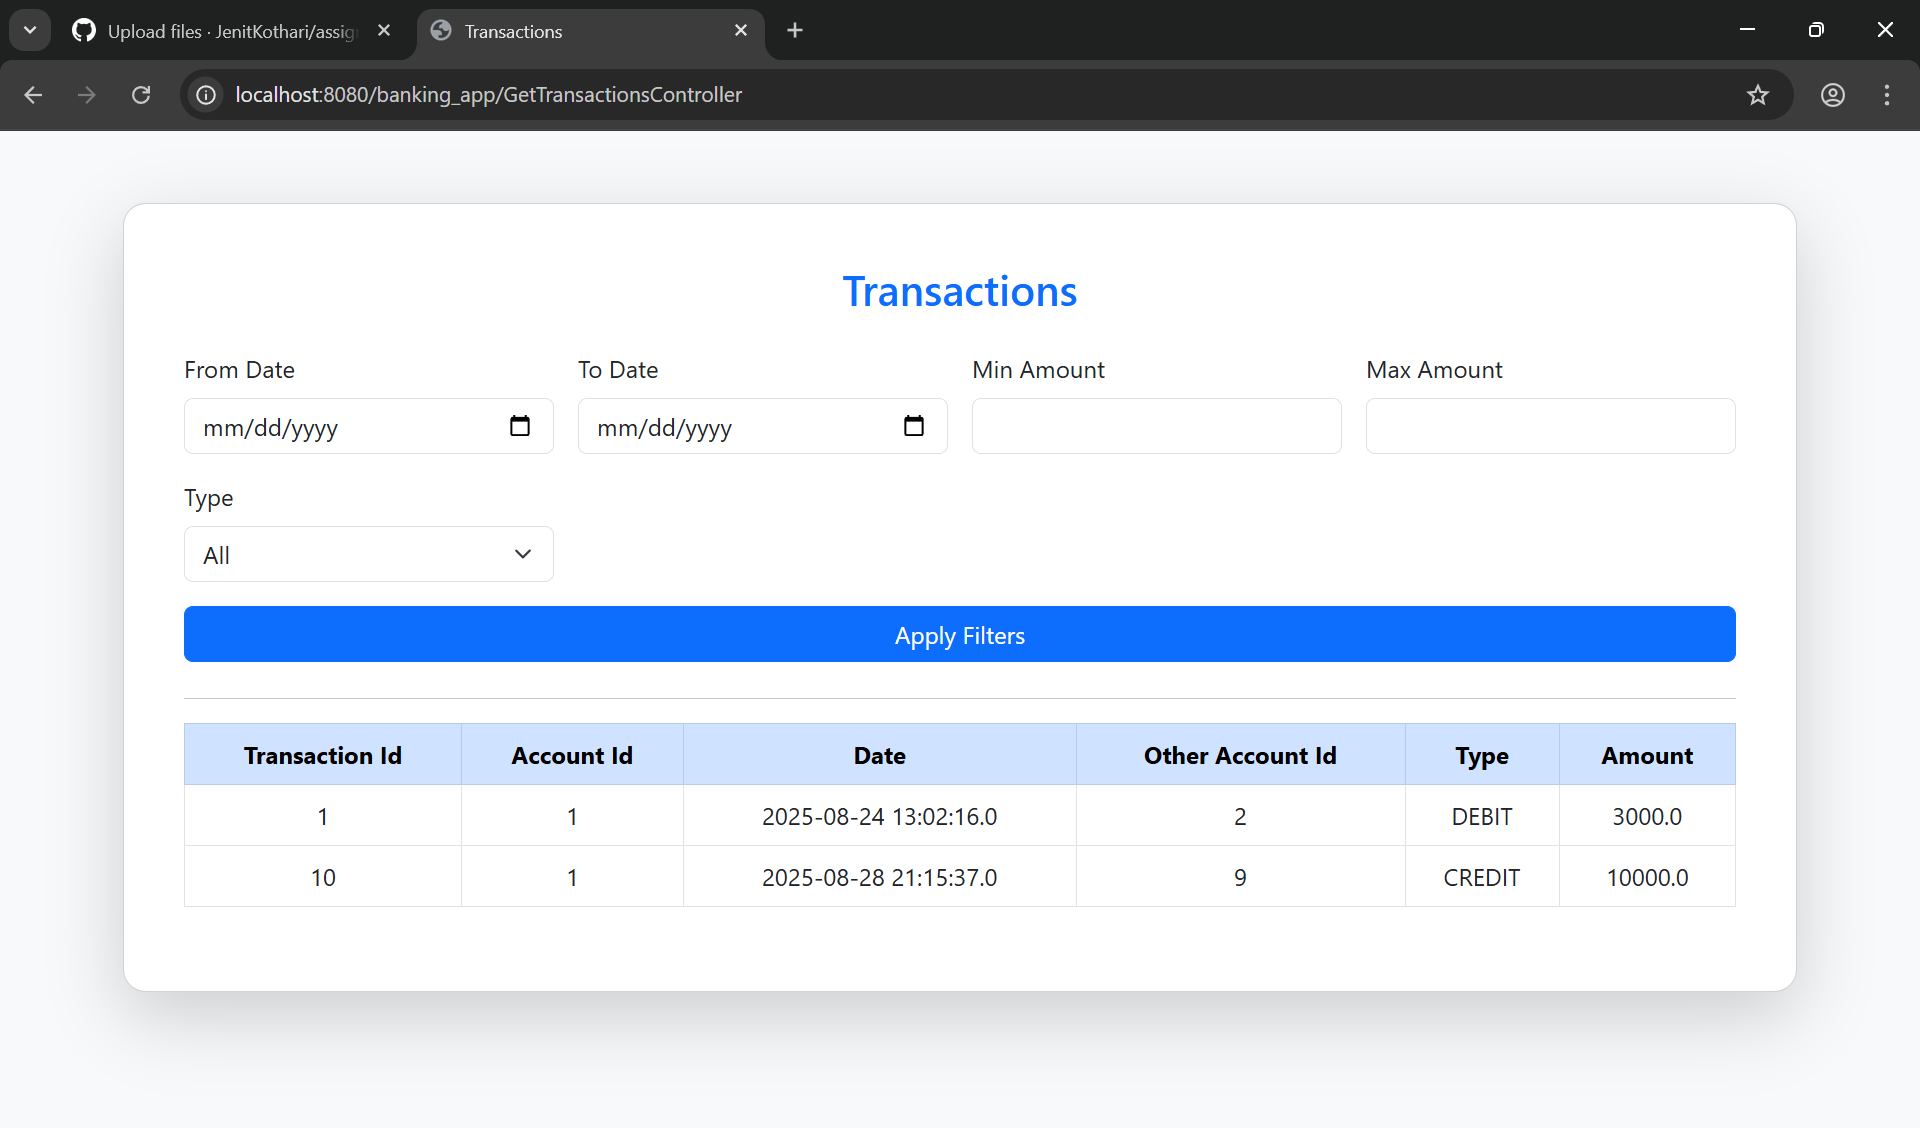 Upload files · JenitKothari/assig
Transactions
localhost:8080/banking_app/GetTransactionsController
Transactions
From Date To Date Min Amount Max Amount
mm/dd/yyyy mm/dd/yyyy
Type
All
Apply Filters
Transaction Id Account Id Date Other Account Id Type Amount
1 1 2025-08-24 13:02:16.0 2 DEBIT 3000.0
10 1 2025-08-28 21:15:37.0 9 CREDIT 10000.0